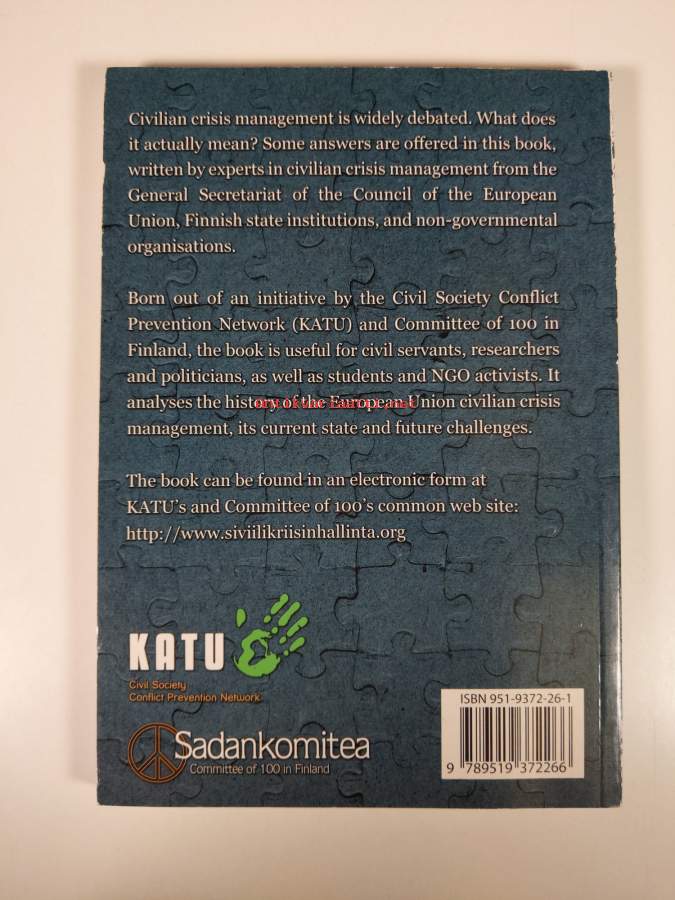 Civilian crisis management is widely debated. What does
it actually mean? Some answers are offered in this book,
written by experts in civilian crisis management from the
General Secretariat of the Council of the European
Union, Finnish state institutions, and non-governmental
organisations.
Born out of an initiative by the Civil Society Conflict
Prevention Network (KATU) and Committee of 100 in
Finland, the book is useful for civil servants, researchers
and politicians, as well as students and NGO activists. It
analyses the history of the European Union civilian crisis
management, its current state and future challenges.
The book can be found in an electronic form at
KATU's and Committee of 100's common web site:
http://www.siviilikriisinhallinta.org
KATU
Civil Society
Conflict Prevention Network
Sadankomitea
Committee of 100 in Finland
ISBN 951-9372-26-1
9 789519 372266